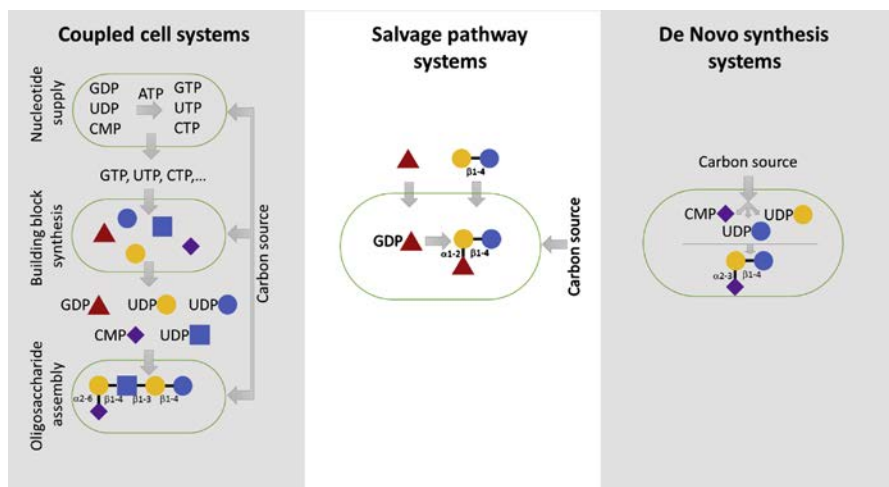 Coupled cell systems
Nucleotide
supply
GDP
UDP
CMP
ATP
GTP
UTP
CTP
GTP, UTP, CTP,...
Building block
synthesis
Carbon source
GDP
UDP
UDP
CMP
UDP
Oligosaccharide
assembly
α2-6
β1-4
β1-3
β1-4
Salvage pathway
systems
β1-4
GDP
α1-2
β1-4
Carbon source
De Novo synthesis
systems
Carbon source
CMP
UDP
UDP
α2-3
β1-4